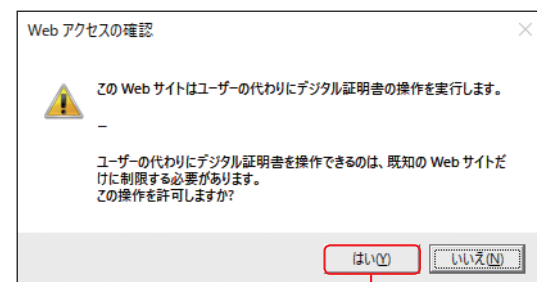 Web アクセスの確認
この Web サイトはユーザーの代わりにデジタル証明書の操作を実行します。
–
ユーザーの代わりにデジタル証明書を操作できるのは、既知の Web サイトだ
けに制限する必要があります。
この操作を許可しますか?
はい(Y) いいえ(N)